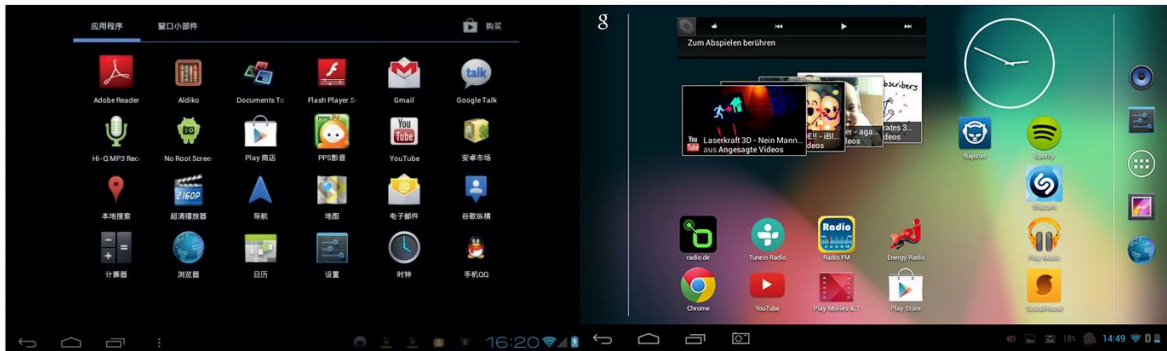 应用程序 窗口小部件 购买
Adobe Reader Aldiko Documents To Flash Player S Gmail Google Talk
Hi-Q MP3 Rec No Root Screen Play 商店 PPS影音 YouTube 安卓市场
本地搜索 超清播放器 导航 地图 电子邮件 谷歌纵横
计算器 浏览器 日历 设置 时钟 手机QQ
16:20
g
Zum Abspielen berühren
Laserkraft 3D - Nein Mann...
aus Angesagte Videos
Napster Spotify
Shazam
radio.de TuneIn Radio Radio.FM Energy Radio Play Music
Chrome YouTube Play Movies & T Play Store SoundHound
18% 14:49